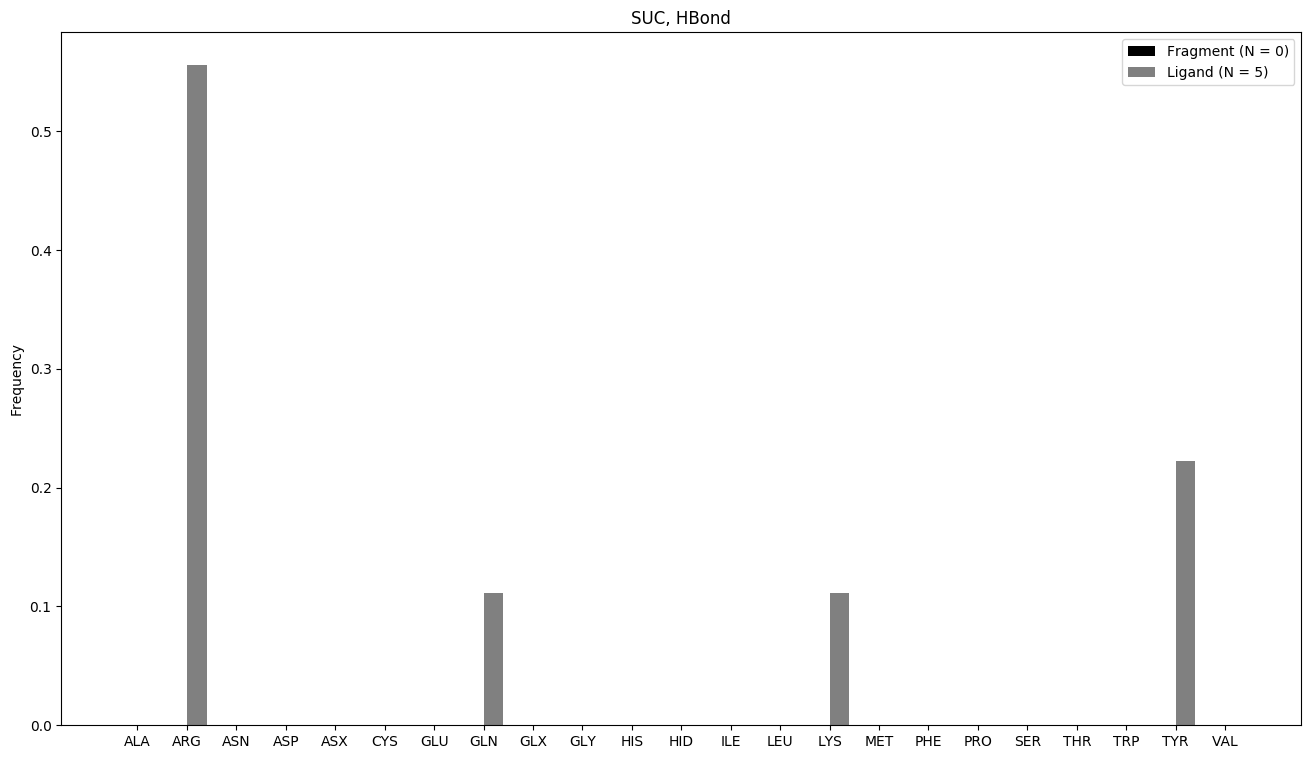 SUC, HBond
Fragment (N = 0)
Ligand (N = 5)
Frequency
0.5
0.4
0.3
0.2
0.1
0.0
ALA ARG ASN ASP ASX CYS GLU GLN GLX GLY HIS HID ILE LEU LYS MET PHE PRO SER THR TRP TYR VAL